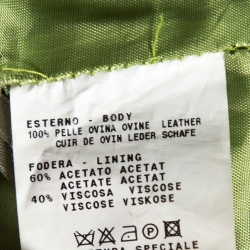 ESTERNO - BODY
100% PELLE OVINA OVINE LEATHER
CUIR DE OVIN LEDER SCHAFE
FODERA - LINING
60% ACETATO ACETAT
ACETATE ACETAT
40% VISCOSA VISCOSE
VISCOSE VISKOSE
SPECIALE